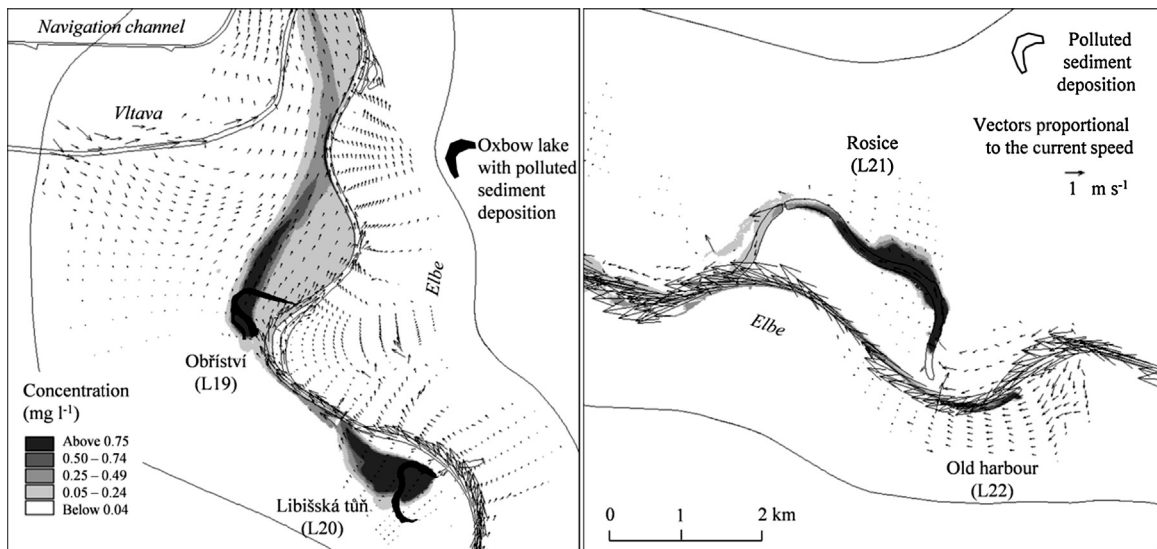 Navigation channel
Vltava
Oxbow lake
with polluted
sediment
deposition
Elbe
Obříství
(L19)
Concentration
(mg l-1)
Above 0.75
0.50 – 0.74
0.25 – 0.49
0.05 – 0.24
Below 0.04
Libišská tůň
(L20)
Polluted
sediment
deposition
Rosice
(L21)
Vectors proportional
to the current speed
1 m s-1
Elbe
Old harbour
(L22)
0 1 2 km